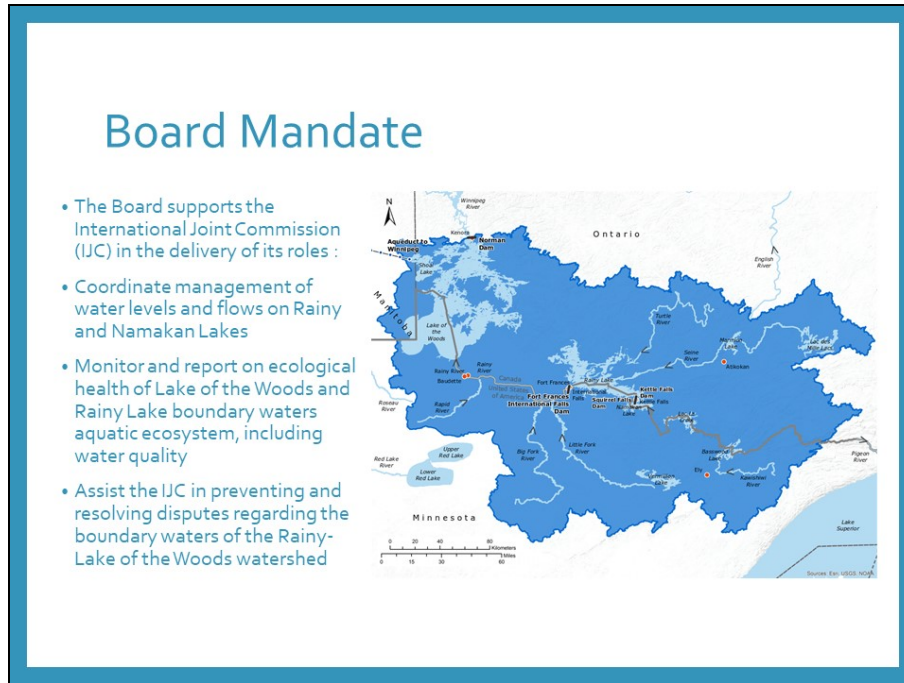 Board Mandate
• The Board supports the
International Joint Commission
(IJC) in the delivery of its roles :
• Coordinate management of
water levels and flows on Rainy
and Namakan Lakes
• Monitor and report on ecological
health of Lake of the Woods and
Rainy Lake boundary waters
aquatic ecosystem, including
water quality
• Assist the IJC in preventing and
resolving disputes regarding the
boundary waters of the Rainy-
Lake of the Woods watershed
N
Winnipeg
River
Kenora
Norman
Dam
Aqueduct to
Winnipeg
Shoal
Lake
Ontario
English
River
Manitoba
Lake of
the
Woods
Turtle
River
Seine
River
Marmion
Lake
Lac des
Mille Lacs
Atikokan
Rainy River
Rainy
River
Baudette
Canada
United States
of America
Fort Frances
Rainy Lake
International
Falls
Fort Frances
International Falls
Dam
Kettle Falls
Dam
Squirrel Falls
Dam
Lake
Rapid
River
Roseau
River
Red Lake
River
Upper
Red Lake
Lower
Red Lake
Big Fork
River
Little Fork
River
Basswood
Lake
Ely
Kawishiwi
River
Pigeon
River
Minnesota
Lake
Superior
0 20 40 80
Kilometers
Miles
0 15 30 60
Sources: Esri, USGS, NOAA